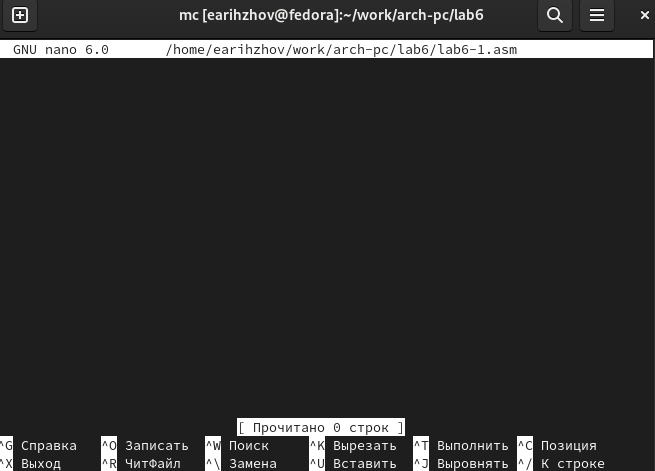 mc [earihzhov@fedora]:~/work/arch-pc/lab6
GNU nano 6.0 /home/earihzhov/work/arch-pc/lab6/lab6-1.asm
[ Прочитано 0 строк ]
^G Справка ^O Записать ^W Поиск ^K Вырезать ^T Выполнить ^C Позиция
^X Выход ^R ЧитФайл ^\ Замена ^U Вставить ^J Выровнять ^/ К строке